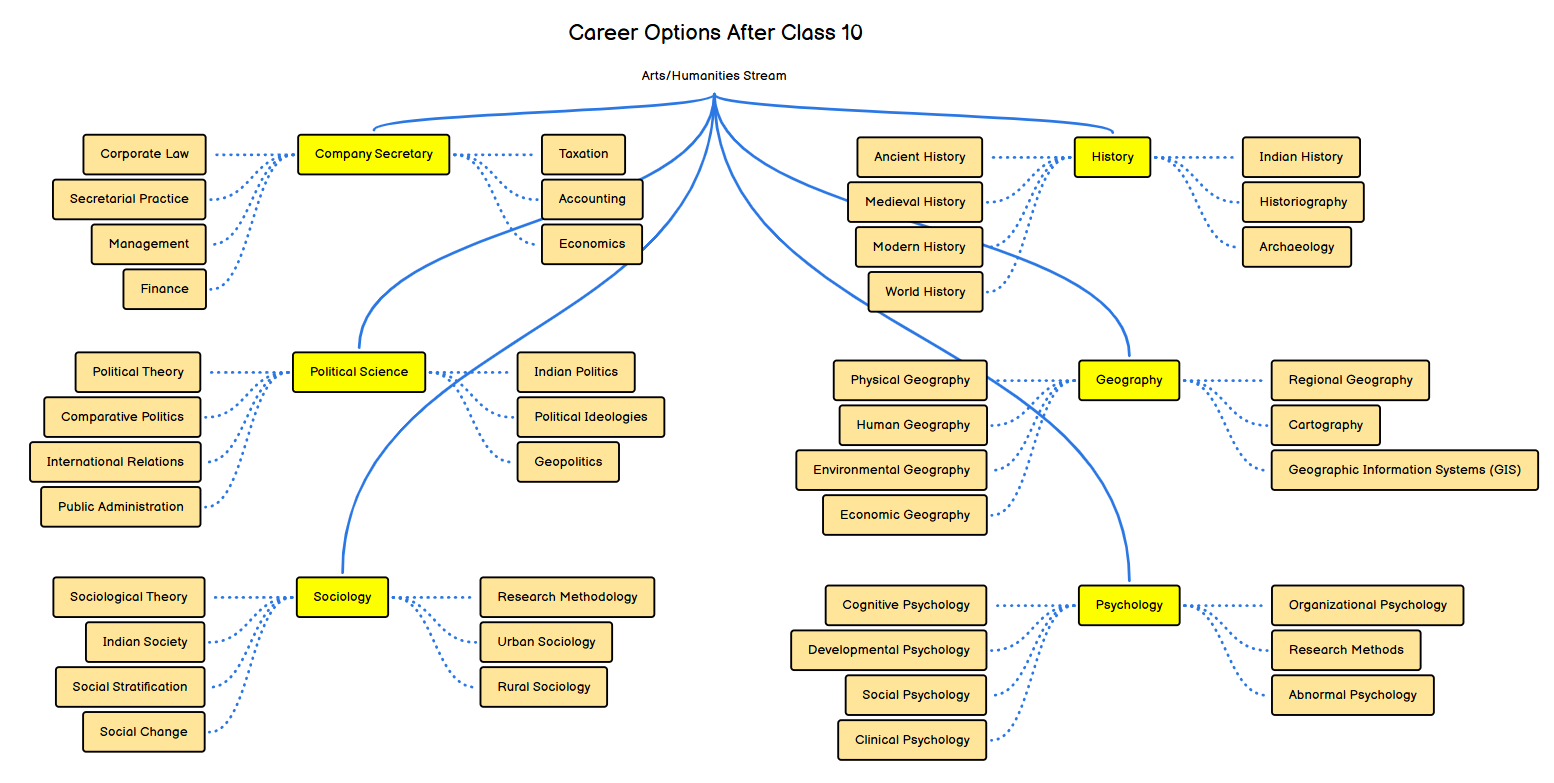 Career Options After Class 10
Arts/Humanities Stream
Company Secretary
Corporate Law
Secretarial Practice
Management
Finance
Taxation
Accounting
Economics
History
Ancient History
Medieval History
Modern History
World History
Indian History
Historiography
Archaeology
Political Science
Political Theory
Comparative Politics
International Relations
Public Administration
Indian Politics
Political Ideologies
Geopolitics
Geography
Physical Geography
Human Geography
Environmental Geography
Economic Geography
Regional Geography
Cartography
Geographic Information Systems (GIS)
Sociology
Sociological Theory
Indian Society
Social Stratification
Social Change
Research Methodology
Urban Sociology
Rural Sociology
Psychology
Cognitive Psychology
Developmental Psychology
Social Psychology
Clinical Psychology
Organizational Psychology
Research Methods
Abnormal Psychology